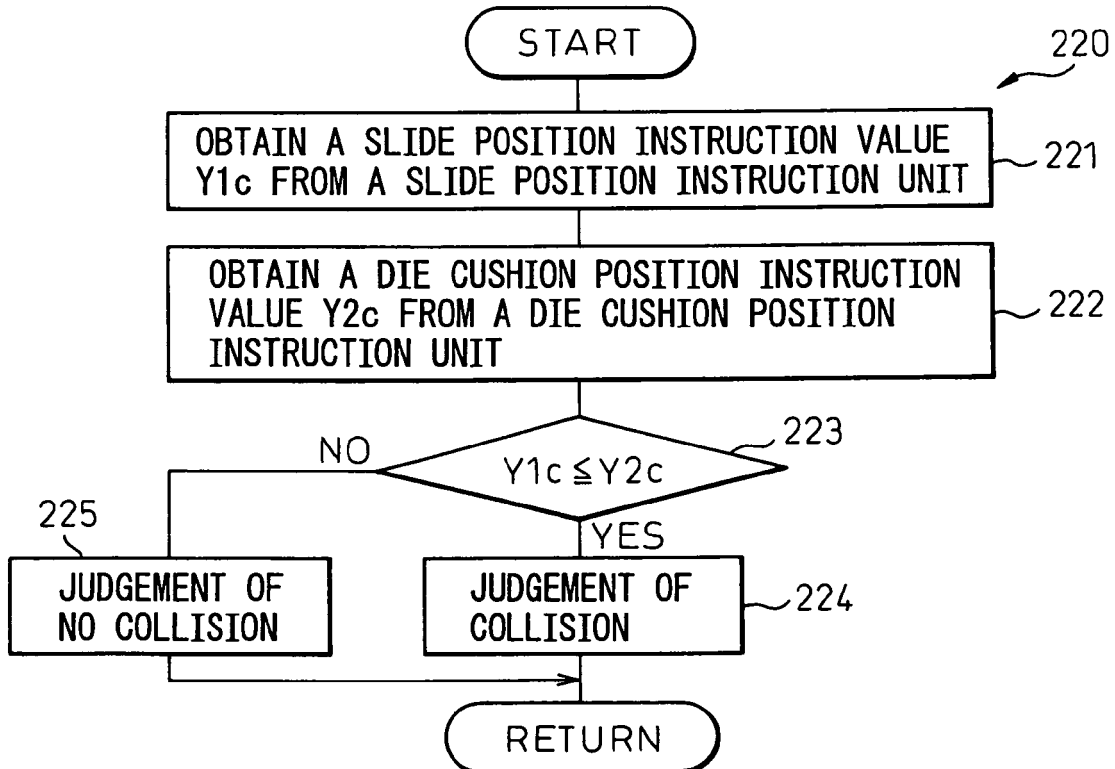 START
220
OBTAIN A SLIDE POSITION INSTRUCTION VALUE
Y1c FROM A SLIDE POSITION INSTRUCTION UNIT
221
OBTAIN A DIE CUSHION POSITION INSTRUCTION
VALUE Y2c FROM A DIE CUSHION POSITION
INSTRUCTION UNIT
222
223
NO
Y1c ≦ Y2c
YES
225
JUDGEMENT OF
NO COLLISION
JUDGEMENT OF
COLLISION
224
RETURN